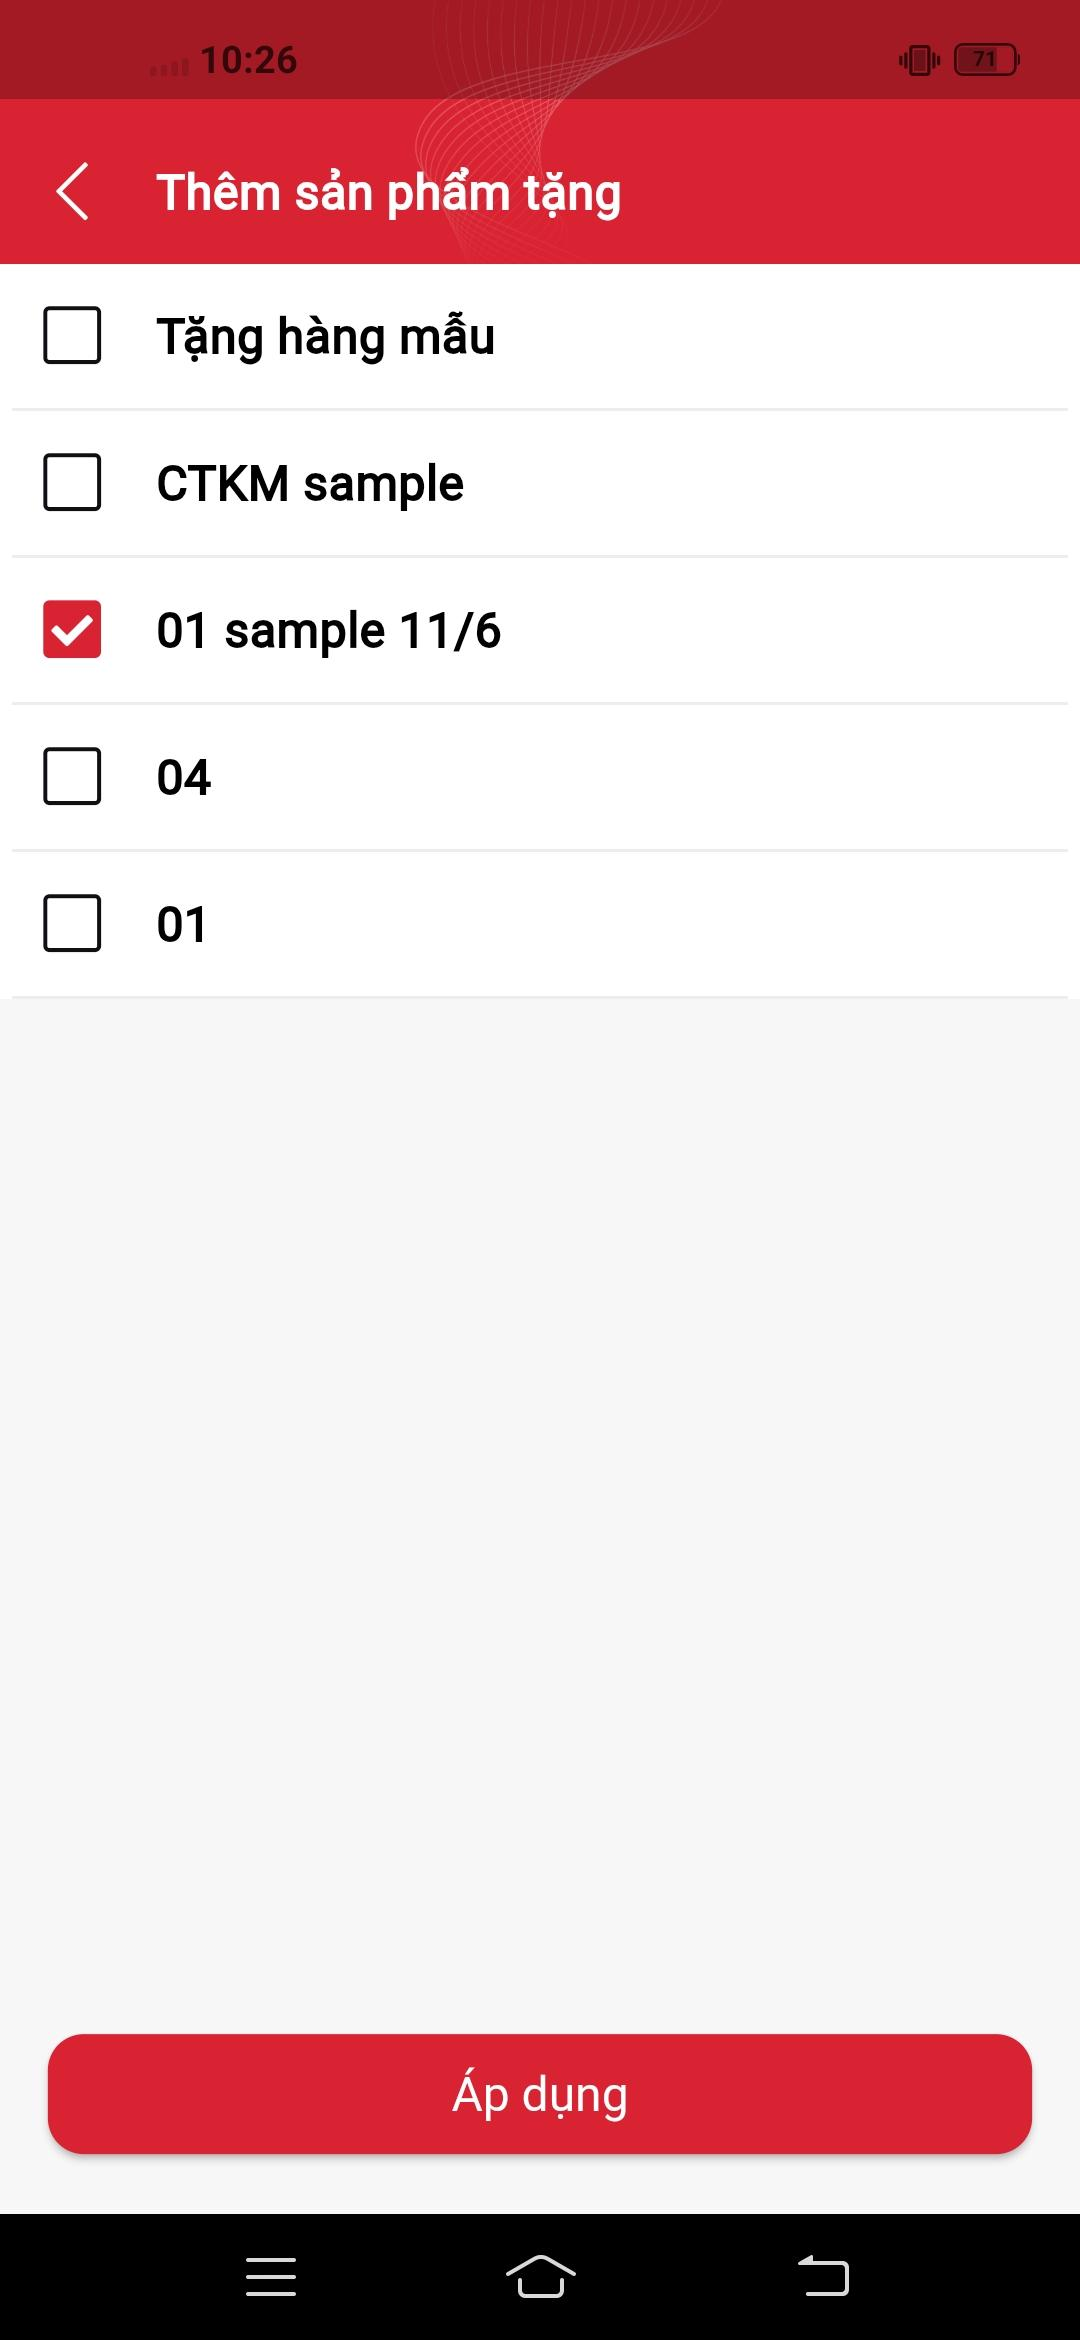 10:26
71
Thêm sản phẩm tặng
Tặng hàng mẫu
CTKM sample
01 sample 11/6
04
01
Áp dụng